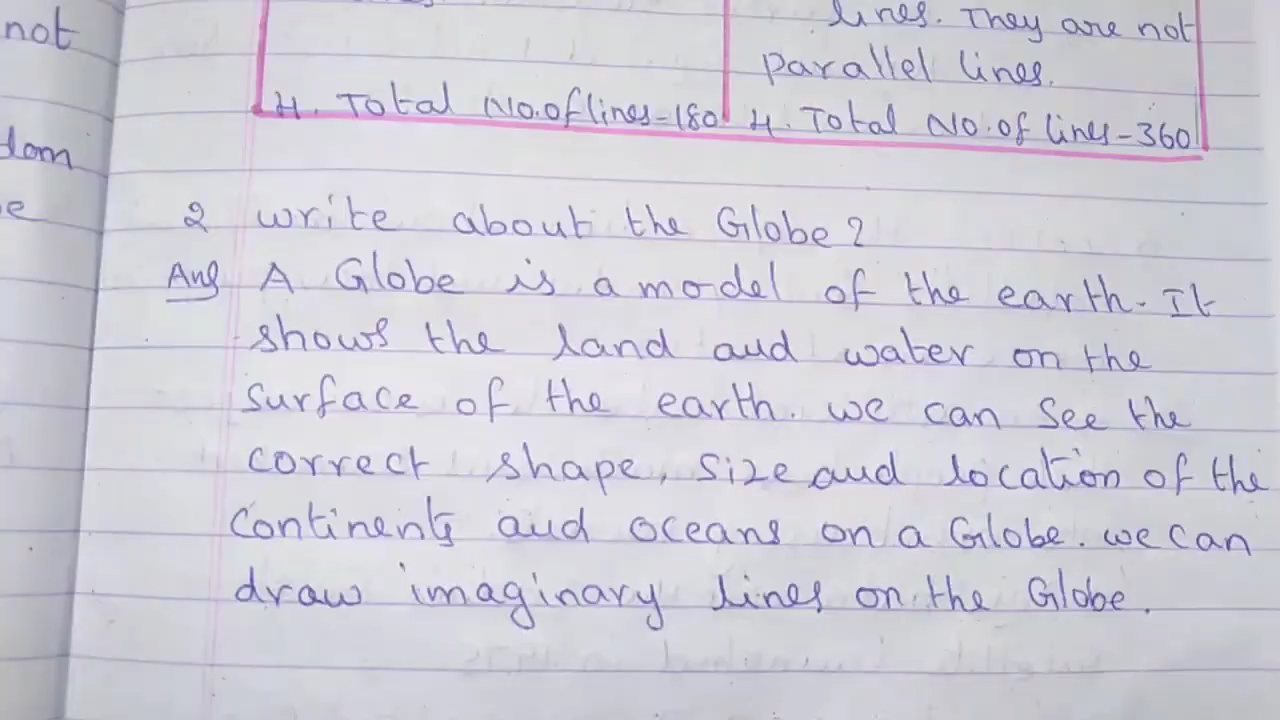 not
dom
e
lines. They are not
parallel lines.
4. Total No. of lines-180
4. Total No. of lines-360
2 write about the Globe?
Ans A Globe is a model of the earth. It
shows the land and water on the
surface of the earth. we can see the
correct shape, size and location of the
continents and oceans on a Globe. we can
draw imaginary lines on the Globe.